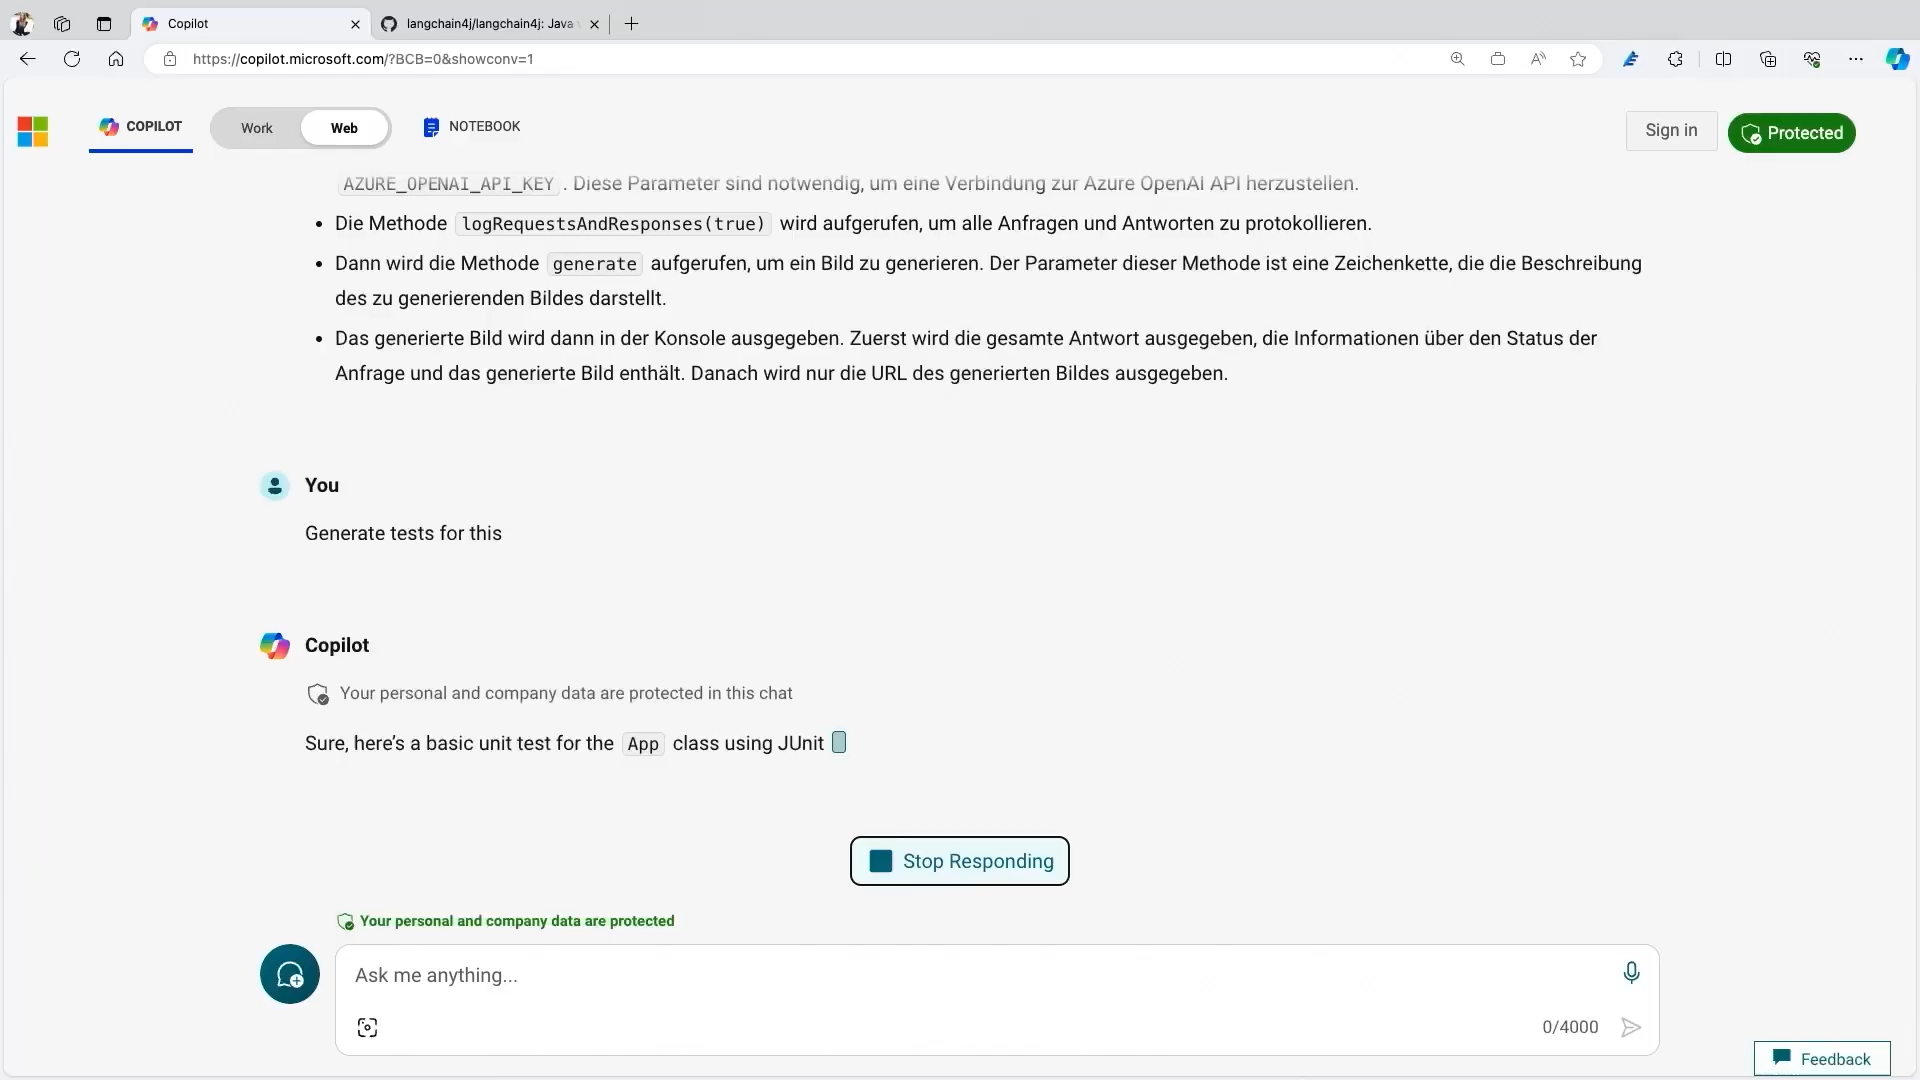 Copilot
langchain4j/langchain4j: Java
https://copilot.microsoft.com/?BCB=0&showconv=1
COPILOT
Work
Web
NOTEBOOK
Sign in
Protected
AZURE_OPENAI_API_KEY . Diese Parameter sind notwendig, um eine Verbindung zur Azure OpenAI API herzustellen.
• Die Methode logRequestsAndResponses(true) wird aufgerufen, um alle Anfragen und Antworten zu protokollieren.
• Dann wird die Methode generate aufgerufen, um ein Bild zu generieren. Der Parameter dieser Methode ist eine Zeichenkette, die die Beschreibung
des zu generierenden Bildes darstellt.
• Das generierte Bild wird dann in der Konsole ausgegeben. Zuerst wird die gesamte Antwort ausgegeben, die Informationen über den Status der
Anfrage und das generierte Bild enthält. Danach wird nur die URL des generierten Bildes ausgegeben.
You
Generate tests for this
Copilot
Your personal and company data are protected in this chat
Sure, here’s a basic unit test for the App class using JUnit
Stop Responding
Your personal and company data are protected
Ask me anything...
0/4000
Feedback